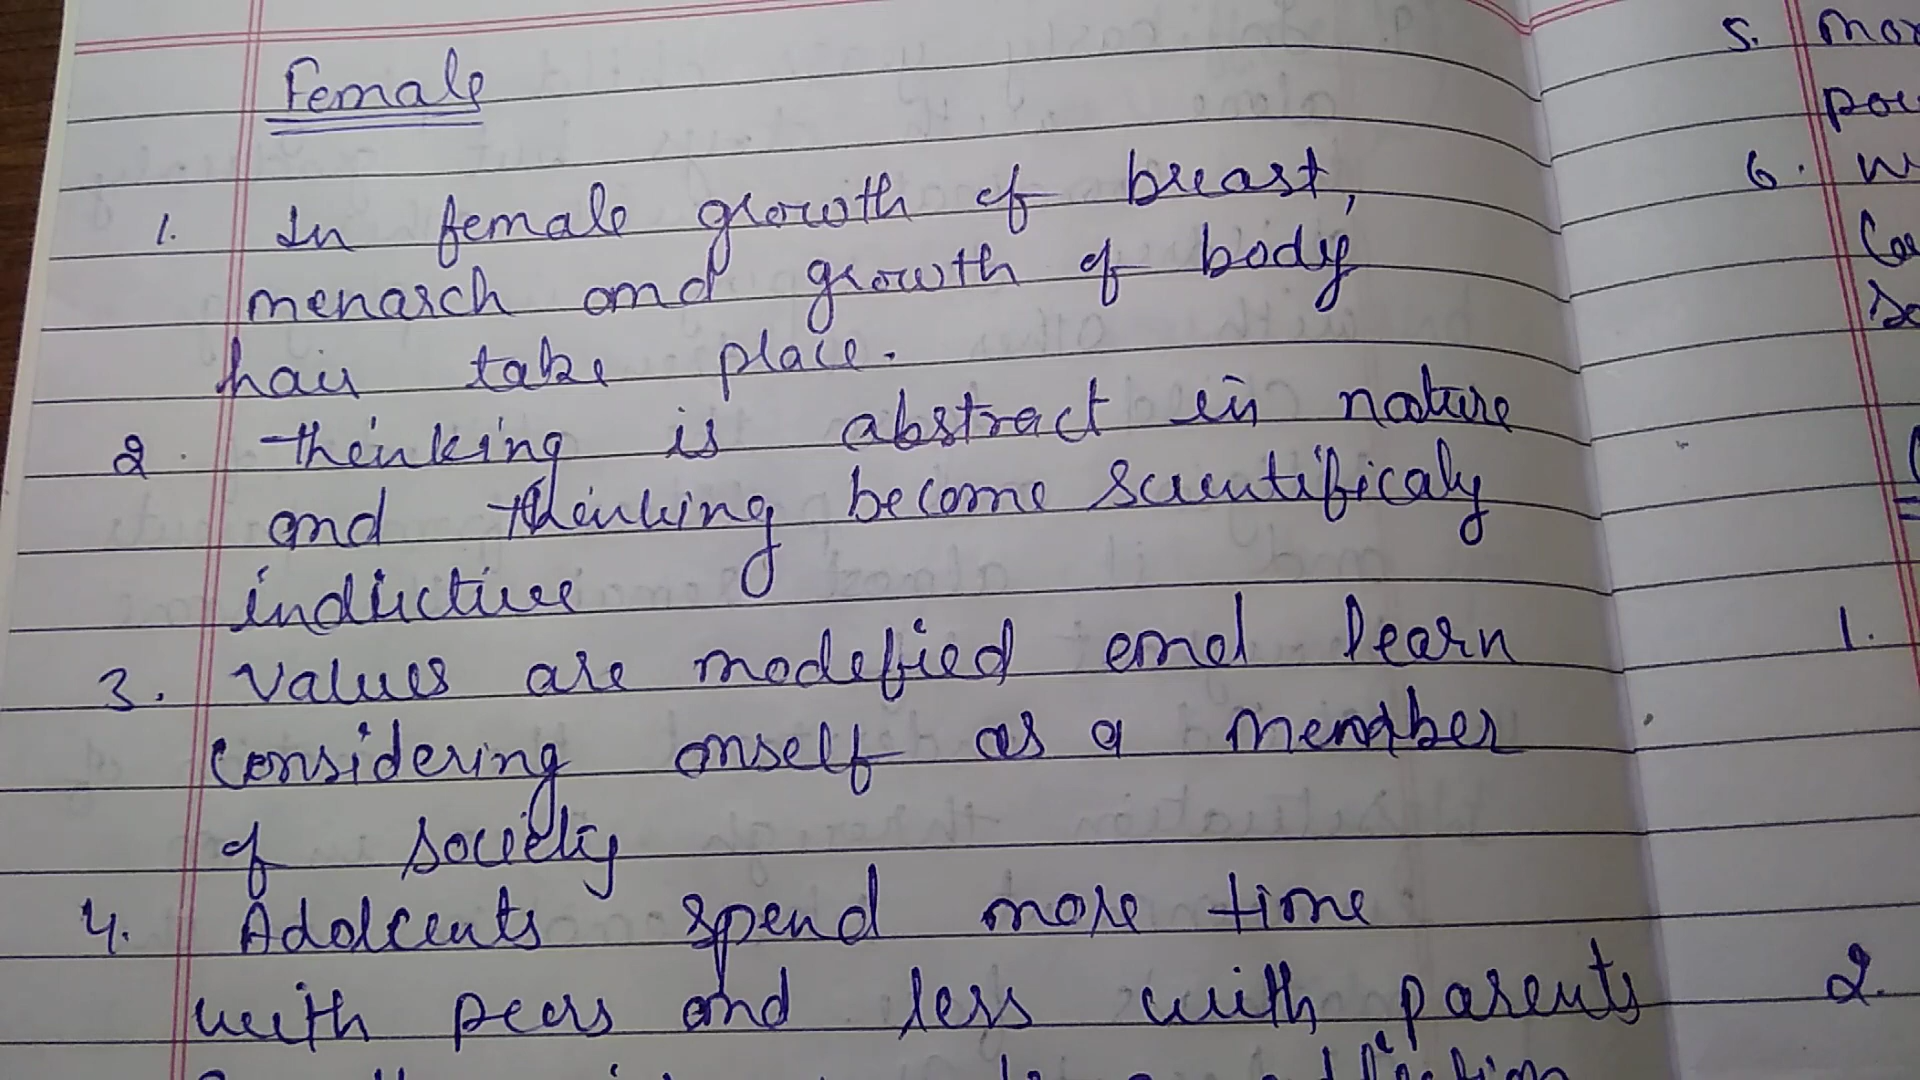 Female
1. In female growth of breast,
menarch and growth of body
hair take place.
2. thinking is abstract in nature
and thinking become scientificaly
inductive
3. Values are modefied and learn
considering onself as a member
of society
4. Adolcents spend more time
with peers and less with parents
5.
6.
1.
2.